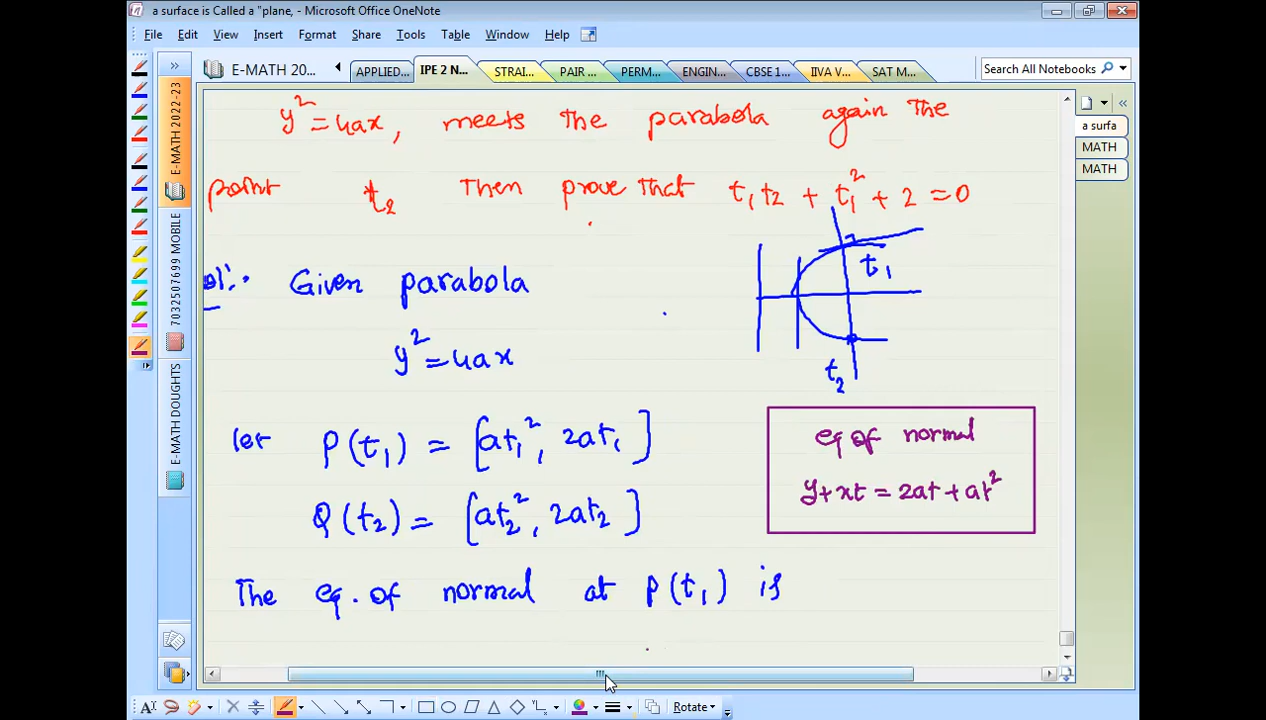 a surface is Called a "plane, - Microsoft Office OneNote
File Edit View Insert Format Share Tools Table Window Help
E-MATH 20... APPLIED... IPE 2 N... STRAI... PAIR ... PERM... ENGIN... CBSE 1... IIVA V... SAT M... Search All Notebooks
a surfa
MATH
MATH
E-MATH 2022-23
7032507699 MOBILE
E-MATH DOUGHTS
y² = 4ax, meets the parabola again the
point t₂ Then prove that t₁t₂ + t₁² + 2 = 0
t₁
ol:. Given parabola
y² = 4ax
t₂
let P(t₁) = [at₁², 2at₁]
Q(t₂) = [at₂², 2at₂]
eq of normal
y+xt = 2at + at²
The eq. of normal at P(t₁) is
A Rotate